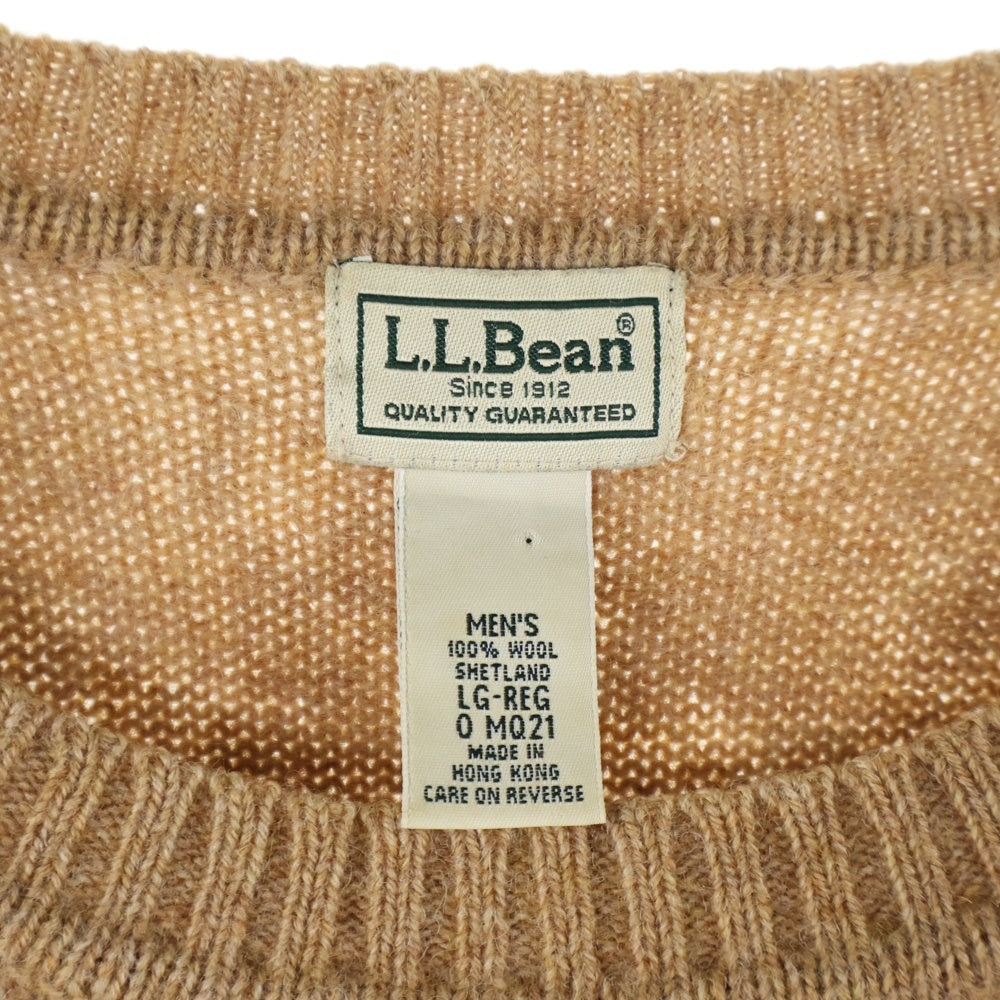 L.L.Bean®
Since 1912
QUALITY GUARANTEED
MEN'S
100% WOOL
SHETLAND
LG-REG
0 MQ21
MADE IN
HONG KONG
CARE ON REVERSE